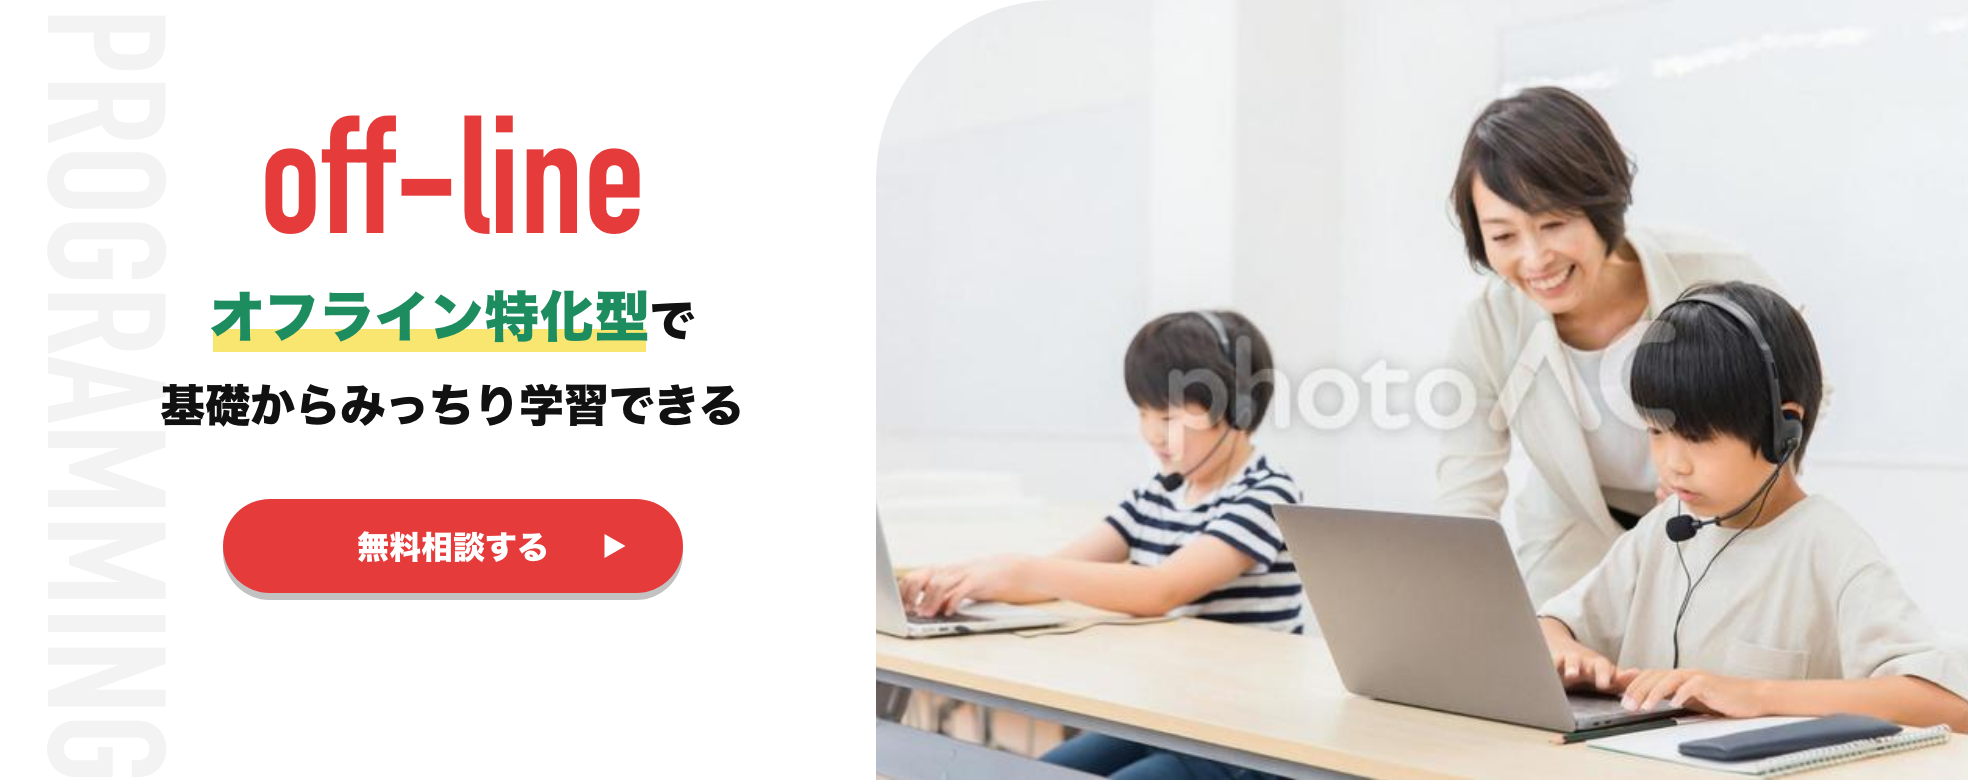 PROGRAMMING
off-line
オフライン特化型で
基礎からみっちり学習できる
無料相談する
photoAC